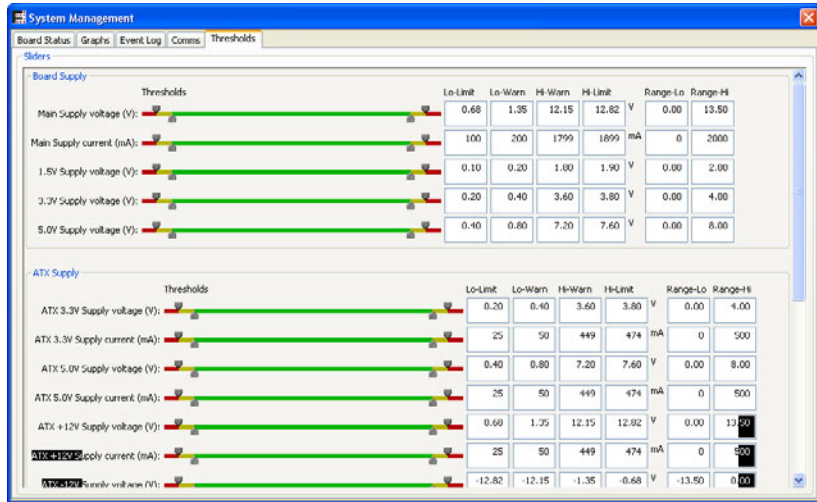 System Management
Board Status Graphs Event Log Comms Thresholds
Sliders
Board Supply
Thresholds Lo-Limit Lo-Warn Hi-Warn Hi-Limit Range-Lo Range-Hi
Main Supply voltage (V): 0.68 1.35 12.15 12.82 V 0.00 13.50
Main Supply current (mA): 100 200 1799 1899 mA 0 2000
1.5V Supply voltage (V): 0.10 0.20 1.80 1.90 V 0.00 2.00
3.3V Supply voltage (V): 0.20 0.40 3.60 3.80 V 0.00 4.00
5.0V Supply voltage (V): 0.40 0.80 7.20 7.60 V 0.00 8.00
ATX Supply
Thresholds Lo-Limit Lo-Warn Hi-Warn Hi-Limit Range-Lo Range-Hi
ATX 3.3V Supply voltage (V): 0.20 0.40 3.60 3.80 V 0.00 4.00
ATX 3.3V Supply current (mA): 25 50 449 474 mA 0 500
ATX 5.0V Supply voltage (V): 0.40 0.80 7.20 7.60 V 0.00 8.00
ATX 5.0V Supply current (mA): 25 50 449 474 mA 0 500
ATX +12V Supply voltage (V): 0.68 1.35 12.15 12.82 V 0.00 13.50
ATX +12V Supply current (mA): 25 50 449 474 mA 0 500
ATX -12V Supply voltage (V): -12.82 -12.15 -1.35 -0.68 V -13.50 0.00